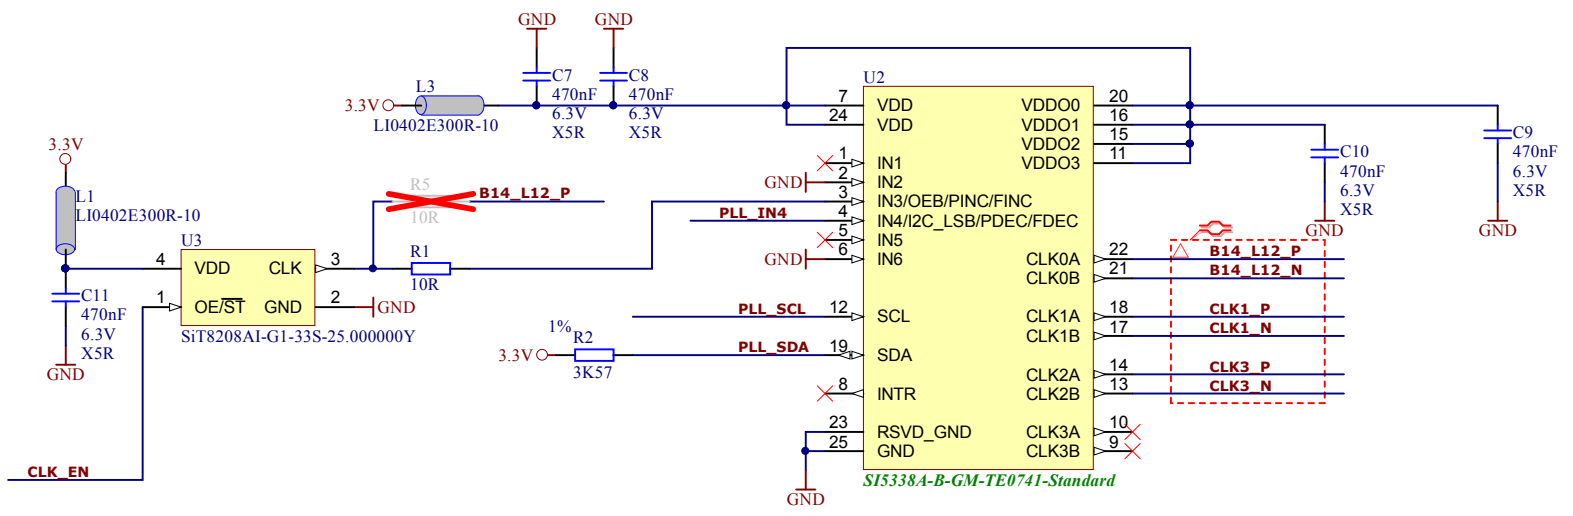 GND
GND
C7
470nF
6.3V
X5R
C8
470nF
6.3V
X5R
L3
3.3V
LI0402E300R-10
3.3V
L1
LI0402E300R-10
R5
10R
B14_L12_P
U3
4
VDD
CLK
3
1
OE/ST
GND
2
GND
SiT8208AI-G1-33S-25.000000Y
C11
470nF
6.3V
X5R
GND
R1
10R
CLK_EN
U2
7
VDD
24
VDD
1
IN1
GND
2
IN2
3
IN3/OEB/PINC/FINC
PLL_IN4
4
IN4/I2C_LSB/PDEC/FDEC
5
IN5
GND
6
IN6
PLL_SCL
12
SCL
1%
3.3V
R2
3K57
PLL_SDA
19
SDA
8
INTR
23
RSVD_GND
25
GND
GND
VDDO0
20
VDDO1
16
VDDO2
15
VDDO3
11
CLK0A
22
B14_L12_P
CLK0B
21
B14_L12_N
CLK1A
18
CLK1_P
CLK1B
17
CLK1_N
CLK2A
14
CLK3_P
CLK2B
13
CLK3_N
CLK3A
10
CLK3B
9
SI5338A-B-GM-TE0741-Standard
C10
470nF
6.3V
X5R
GND
C9
470nF
6.3V
X5R
GND